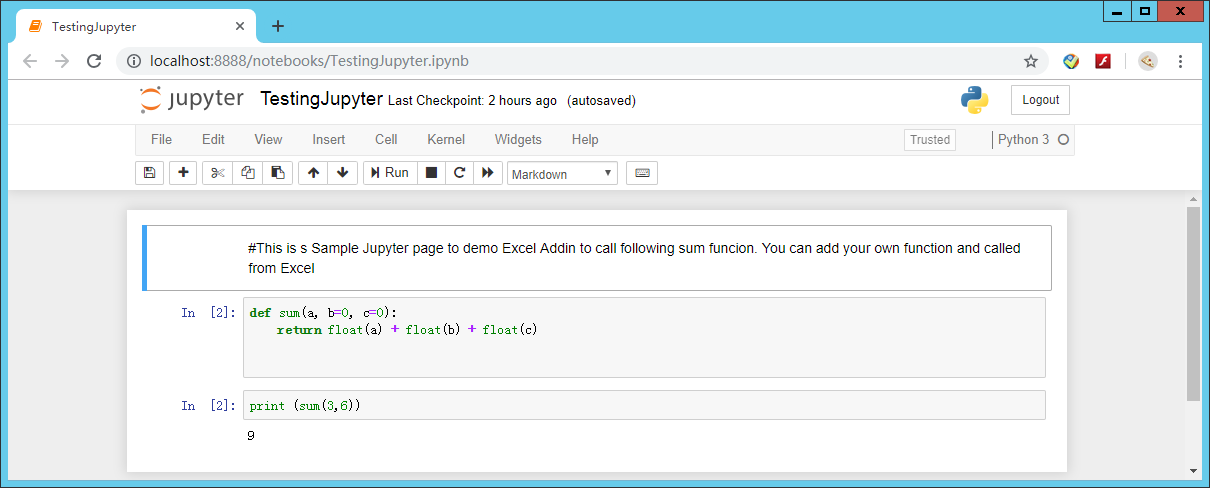 TestingJupyter
localhost:8888/notebooks/TestingJupyter.ipynb
jupyter TestingJupyter Last Checkpoint: 2 hours ago (autosaved) Logout
File Edit View Insert Cell Kernel Widgets Help Trusted Python 3
Run Markdown
#This is s Sample Jupyter page to demo Excel Addin to call following sum funcion. You can add your own function and called
from Excel
In [2]: def sum(a, b=0, c=0):
return float(a) + float(b) + float(c)
In [2]: print (sum(3,6))
9